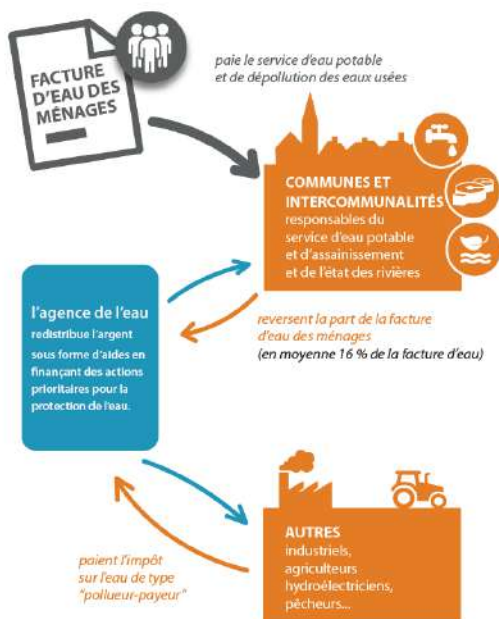 FACTURE
D'EAU DES
MÉNAGES
paie le service d'eau potable
et de dépollution des eaux usées
COMMUNES ET
INTERCOMMUNALITÉS
responsables du
service d'eau potable
et d'assainissement
et de l'état des rivières
l'agence de l'eau
redistribue l'argent
sous forme d'aides en
finançant des actions
prioritaires pour la
protection de l'eau.
reversent la part de la facture
d'eau des ménages
(en moyenne 16 % de la facture d'eau)
paient l'impôt
sur l'eau de type
"pollueur-payeur"
AUTRES
industriels,
agriculteurs
hydroélectriciens,
pêcheurs...